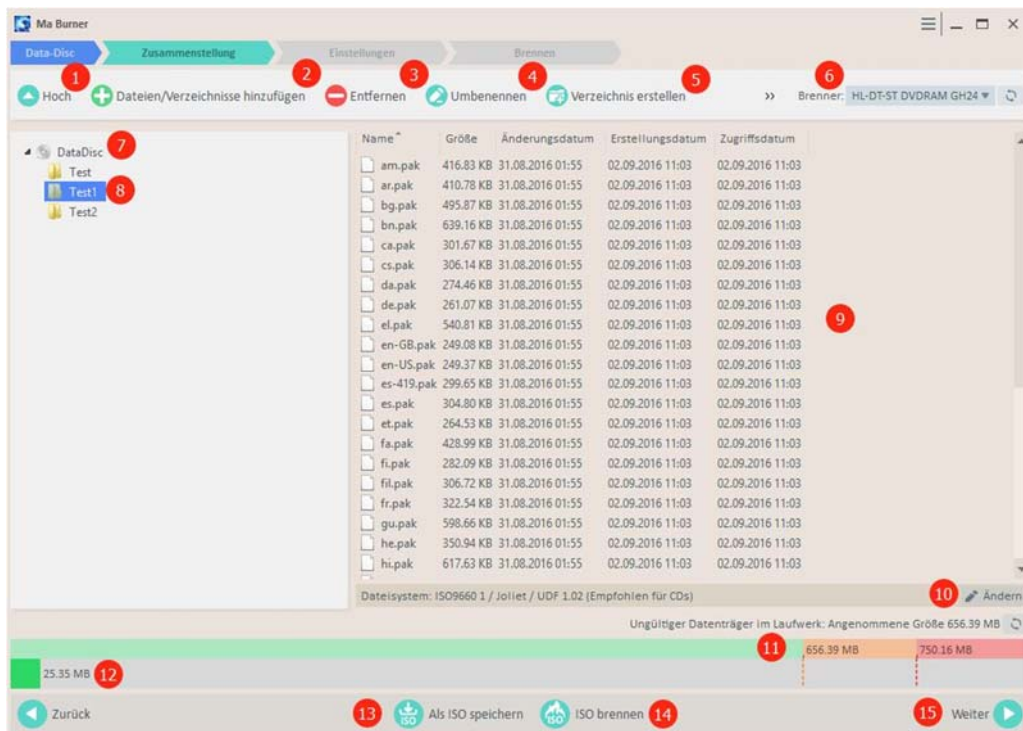 Ma Burner
Data-Disc Zusammenstellung Einstellungen Brennen
1 2 3 4 5 6
Hoch Dateien/Verzeichnisse hinzufügen Entfernen Umbenennen Verzeichnis erstellen >> Brenner: HL-DT-ST DVDRAM GH24
DataDisc 7
Test
Test1 8
Test2
Name Größe Änderungsdatum Erstellungsdatum Zugriffsdatum
am.pak 416.83 KB 31.08.2016 01:55 02.09.2016 11:03 02.09.2016 11:03
ar.pak 410.78 KB 31.08.2016 01:55 02.09.2016 11:03 02.09.2016 11:03
bg.pak 495.87 KB 31.08.2016 01:55 02.09.2016 11:03 02.09.2016 11:03
bn.pak 639.16 KB 31.08.2016 01:55 02.09.2016 11:03 02.09.2016 11:03
ca.pak 301.67 KB 31.08.2016 01:55 02.09.2016 11:03 02.09.2016 11:03
cs.pak 306.14 KB 31.08.2016 01:55 02.09.2016 11:03 02.09.2016 11:03
da.pak 274.46 KB 31.08.2016 01:55 02.09.2016 11:03 02.09.2016 11:03
de.pak 261.07 KB 31.08.2016 01:55 02.09.2016 11:03 02.09.2016 11:03
el.pak 540.81 KB 31.08.2016 01:55 02.09.2016 11:03 02.09.2016 11:03 9
en-GB.pak 249.08 KB 31.08.2016 01:55 02.09.2016 11:03 02.09.2016 11:03
en-US.pak 249.37 KB 31.08.2016 01:55 02.09.2016 11:03 02.09.2016 11:03
es-419.pak 299.65 KB 31.08.2016 01:55 02.09.2016 11:03 02.09.2016 11:03
es.pak 304.80 KB 31.08.2016 01:55 02.09.2016 11:03 02.09.2016 11:03
et.pak 264.53 KB 31.08.2016 01:55 02.09.2016 11:03 02.09.2016 11:03
fa.pak 428.99 KB 31.08.2016 01:55 02.09.2016 11:03 02.09.2016 11:03
fi.pak 282.09 KB 31.08.2016 01:55 02.09.2016 11:03 02.09.2016 11:03
fil.pak 306.72 KB 31.08.2016 01:55 02.09.2016 11:03 02.09.2016 11:03
fr.pak 322.54 KB 31.08.2016 01:55 02.09.2016 11:03 02.09.2016 11:03
gu.pak 598.66 KB 31.08.2016 01:55 02.09.2016 11:03 02.09.2016 11:03
he.pak 350.94 KB 31.08.2016 01:55 02.09.2016 11:03 02.09.2016 11:03
hi.pak 617.63 KB 31.08.2016 01:55 02.09.2016 11:03 02.09.2016 11:03
Dateisystem: ISO9660 1 / Joliet / UDF 1.02 (Empfohlen für CDs) 10 Ändern
Ungültiger Datenträger im Laufwerk: Angenommene Größe 656.39 MB
11 656.39 MB 750.16 MB
25.35 MB 12
Zurück 13 ISO Als ISO speichern ISO ISO brennen 14 15 Weiter